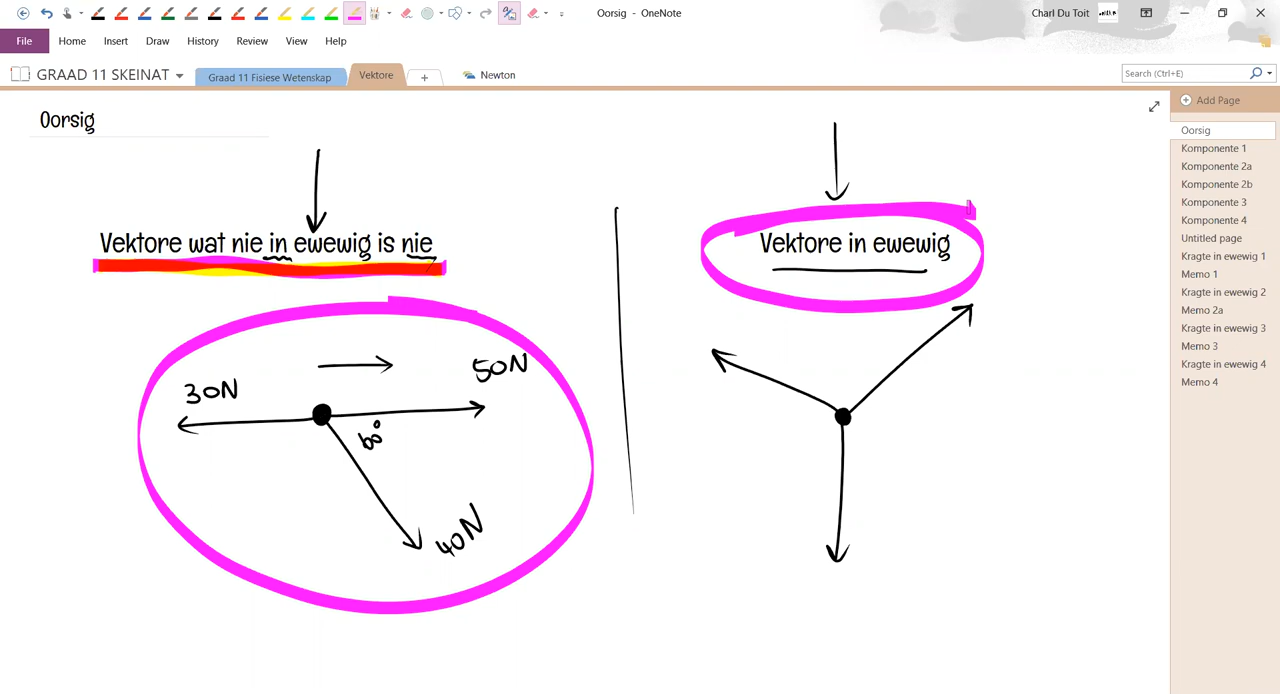 Oorsig - OneNote
Charl Du Toit
File Home Insert Draw History Review View Help
GRAAD 11 SKEINAT
Graad 11 Fisiese Wetenskap
Vektore
Newton
Search (Ctrl+E)
Oorsig
Vektore wat nie in ewewig is nie
30N
50N
60°
40N
Vektore in ewewig
Add Page
Oorsig
Komponente 1
Komponente 2a
Komponente 2b
Komponente 3
Komponente 4
Untitled page
Kragte in ewewig 1
Memo 1
Kragte in ewewig 2
Memo 2a
Kragte in ewewig 3
Memo 3
Kragte in ewewig 4
Memo 4